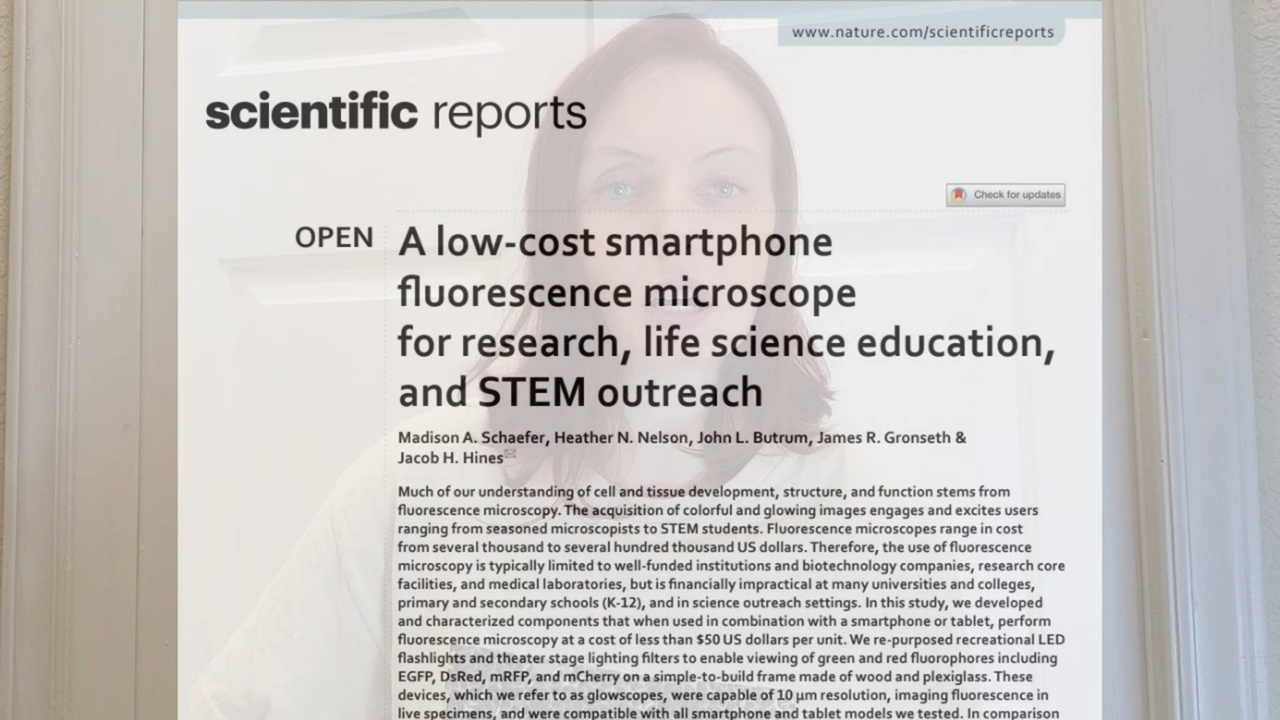 www.nature.com/scientificreports
scientific reports
Check for updates
OPEN
A low-cost smartphone
fluorescence microscope
for research, life science education,
and STEM outreach
Madison A. Schaefer, Heather N. Nelson, John L. Butrum, James R. Gronseth &
Jacob H. Hines
Much of our understanding of cell and tissue development, structure, and function stems from
fluorescence microscopy. The acquisition of colorful and glowing images engages and excites users
ranging from seasoned microscopists to STEM students. Fluorescence microscopes range in cost
from several thousand to several hundred thousand US dollars. Therefore, the use of fluorescence
microscopy is typically limited to well-funded institutions and biotechnology companies, research core
facilities, and medical laboratories, but is financially impractical at many universities and colleges,
primary and secondary schools (K-12), and in science outreach settings. In this study, we developed
and characterized components that when used in combination with a smartphone or tablet, perform
fluorescence microscopy at a cost of less than $50 US dollars per unit. We re-purposed recreational LED
flashlights and theater stage lighting filters to enable viewing of green and red fluorophores including
EGFP, DsRed, mRFP, and mCherry on a simple-to-build frame made of wood and plexiglass. These
devices, which we refer to as glowscopes, were capable of 10 µm resolution, imaging fluorescence in
live specimens, and were compatible with all smartphone and tablet models we tested. In comparison